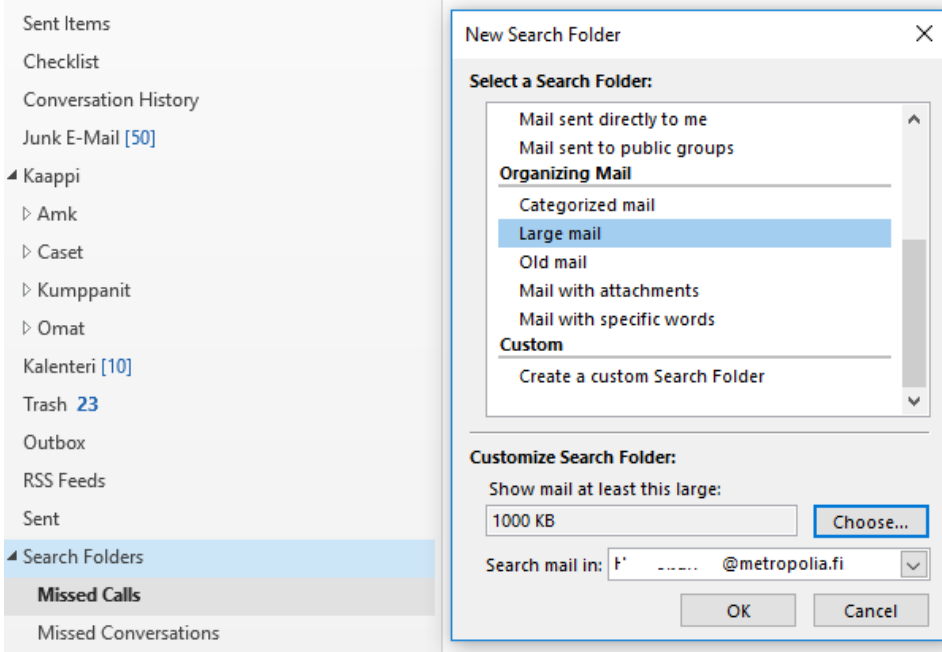 Sent Items
Checklist
Conversation History
Junk E-Mail [50]
Kaappi
Amk
Caset
Kumppanit
Omat
Kalenteri [10]
Trash 23
Outbox
RSS Feeds
Sent
Search Folders
Missed Calls
Missed Conversations
New Search Folder
Select a Search Folder:
Mail sent directly to me
Mail sent to public groups
Organizing Mail
Categorized mail
Large mail
Old mail
Mail with attachments
Mail with specific words
Custom
Create a custom Search Folder
Customize Search Folder:
Show mail at least this large:
1000 KB
Choose...
Search mail in: @metropolia.fi
OK Cancel